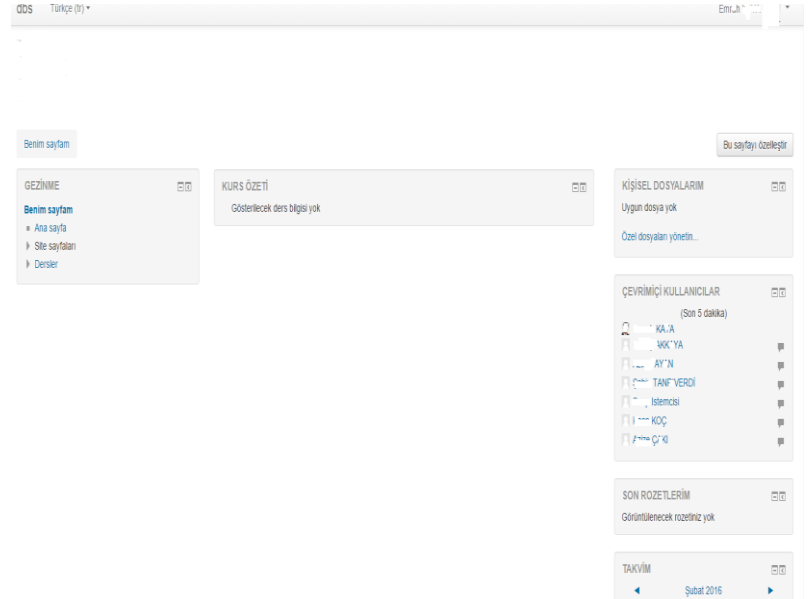 dbs Türkçe (tr)
Benim sayfam
Bu sayfayı özelleştir
GEZİNME
Benim sayfam
Ana sayfa
Site sayfaları
Dersler
KURS ÖZETİ
Gösterilecek ders bilgisi yok
KİŞİSEL DOSYALARIM
Uygun dosya yok
Özel dosyaları yönetin...
ÇEVRİMİÇİ KULLANICILAR
(Son 5 dakika)
İstemcisi
KOÇ
SON ROZETLERİM
Görüntülenecek rozetiniz yok
TAKVİM
Şubat 2016